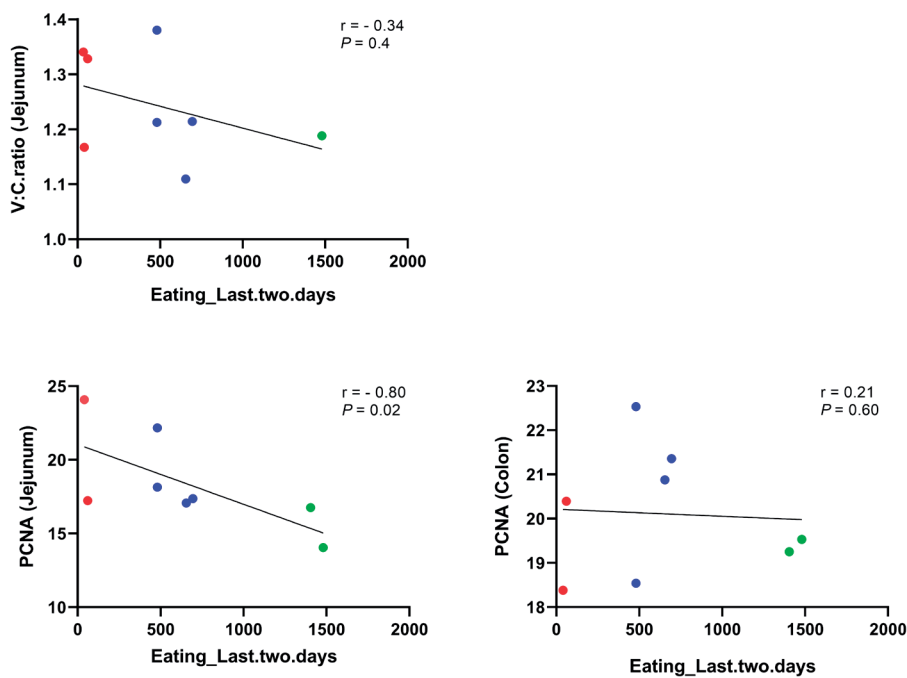 r = - 0.34
P = 0.4
V:C.ratio (Jejunum)
1.4
1.3
1.2
1.1
1.0
0 500 1000 1500 2000
Eating_Last.two.days
r = - 0.80
P = 0.02
PCNA (Jejunum)
25
20
15
10
0 500 1000 1500 2000
Eating_Last.two.days
r = 0.21
P = 0.60
PCNA (Colon)
23
22
21
20
19
18
0 500 1000 1500 2000
Eating_Last.two.days